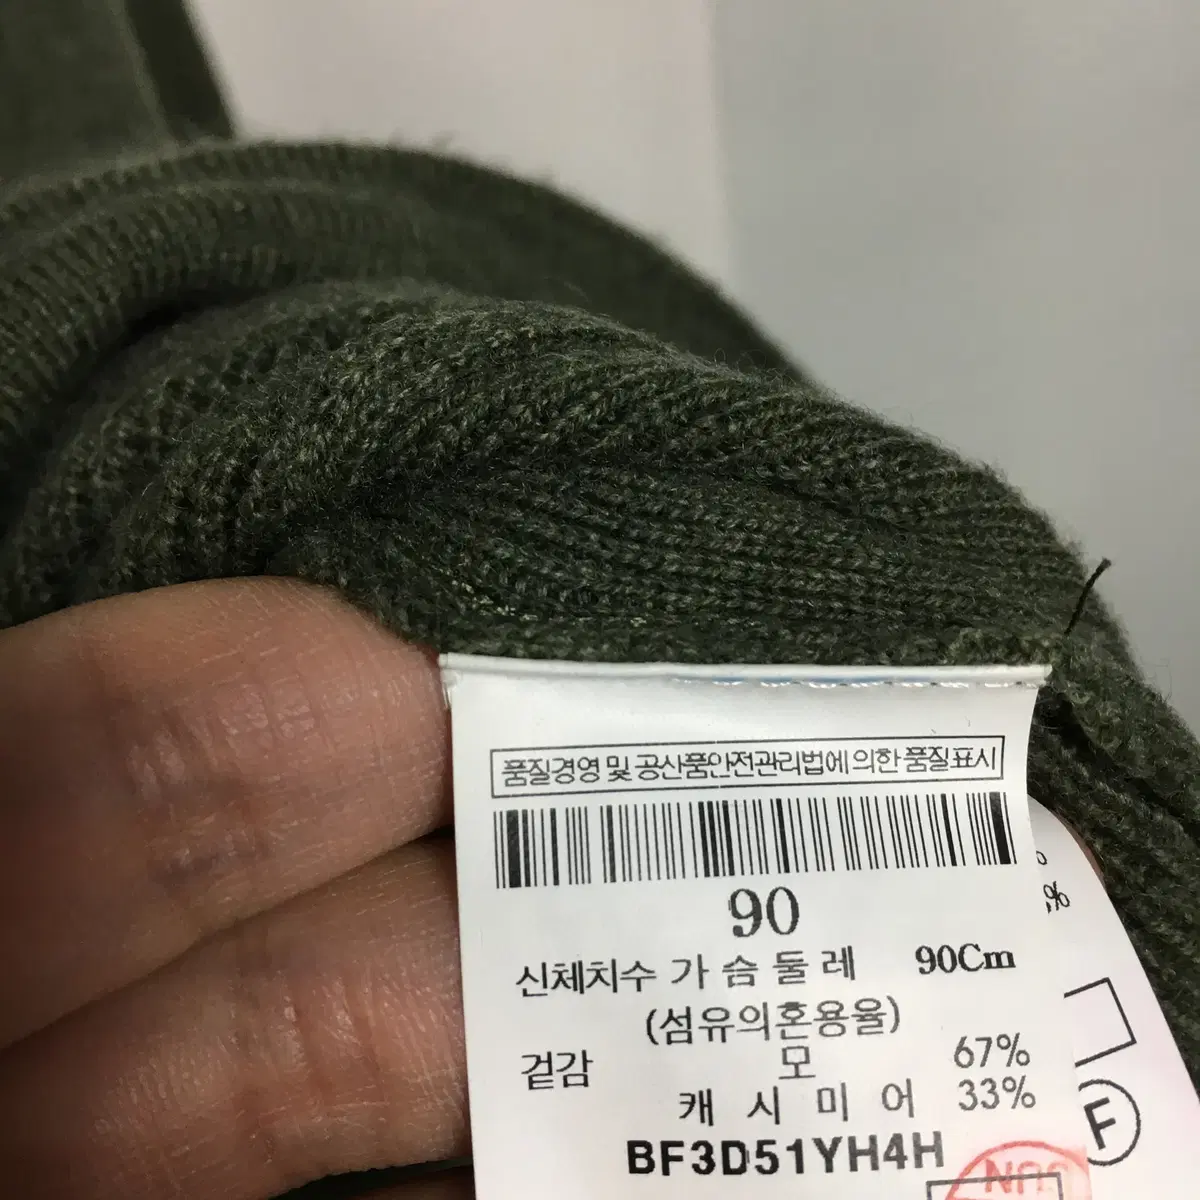 품질경영 및 공산품안전관리법에 의한 품질표시
90
신체치수 가 슴 둘 레 90Cm
(섬유의혼용율)
겉감 모 67%
캐 시 미 어 33%
BF3D51YH4H
%
F